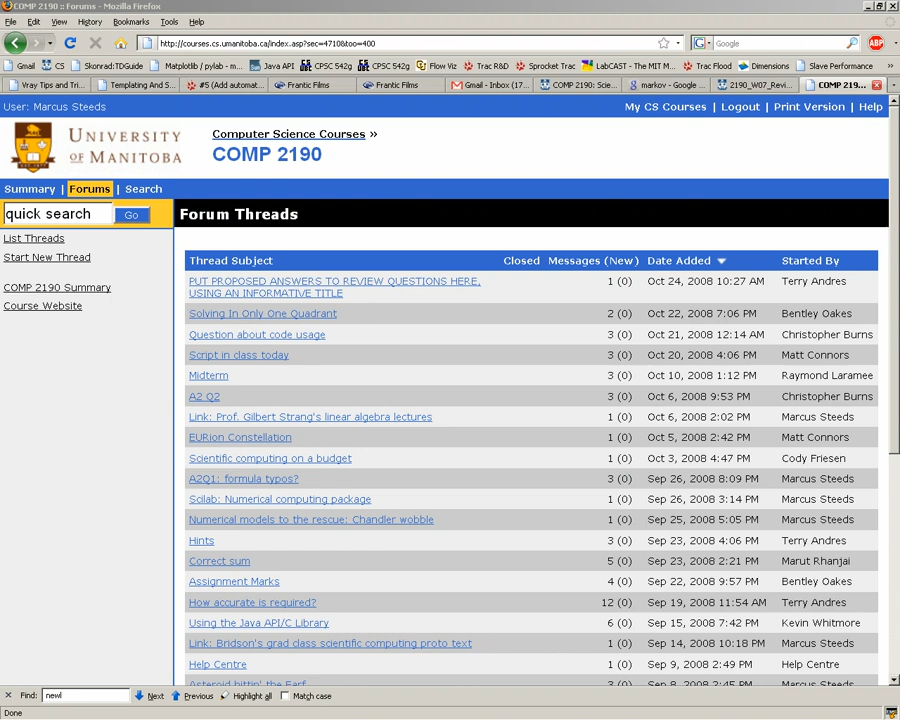 COMP 2190 :: Forums - Mozilla Firefox
File Edit View History Bookmarks Tools Help
http://courses.cs.umanitoba.ca/index.asp?sec=4710&too=400 Google ABP
Gmail CS Skonrad:TDGuide Matplotlib / pylab - m... Java API CPSC 542g CPSC 542g Flow Viz Trac R&D Sprocket Trac LabCAST - The MIT M... Trac Flood Dimensions Slave Performance »
Vray Tips and Tri... Templating And S... #5 (Add automat... Frantic Films Frantic Films Gmail - Inbox (17... COMP 2190: Scie... markov - Google ... 2190_W07_Revi... COMP 219...
User: Marcus Steeds My CS Courses | Logout | Print Version | Help
UNIVERSITY OF MANITOBA
Computer Science Courses »
COMP 2190
Summary | Forums | Search
quick search Go
Forum Threads
List Threads
Start New Thread
COMP 2190 Summary
Course Website
Thread Subject Closed Messages (New) Date Added Started By
PUT PROPOSED ANSWERS TO REVIEW QUESTIONS HERE, USING AN INFORMATIVE TITLE 1 (0) Oct 24, 2008 10:27 AM Terry Andres
Solving In Only One Quadrant 2 (0) Oct 22, 2008 7:06 PM Bentley Oakes
Question about code usage 3 (0) Oct 21, 2008 12:14 AM Christopher Burns
Script in class today 3 (0) Oct 20, 2008 4:06 PM Matt Connors
Midterm 3 (0) Oct 10, 2008 1:12 PM Raymond Laramee
A2 Q2 3 (0) Oct 6, 2008 9:53 PM Christopher Burns
Link: Prof. Gilbert Strang's linear algebra lectures 1 (0) Oct 6, 2008 2:02 PM Marcus Steeds
EURion Constellation 1 (0) Oct 5, 2008 2:42 PM Matt Connors
Scientific computing on a budget 1 (0) Oct 3, 2008 4:47 PM Cody Friesen
A2Q1: formula typos? 3 (0) Sep 26, 2008 8:09 PM Marcus Steeds
Scilab: Numerical computing package 1 (0) Sep 26, 2008 3:14 PM Marcus Steeds
Numerical models to the rescue: Chandler wobble 1 (0) Sep 25, 2008 5:05 PM Marcus Steeds
Hints 3 (0) Sep 23, 2008 4:06 PM Terry Andres
Correct sum 5 (0) Sep 23, 2008 2:21 PM Marut Rhanjai
Assignment Marks 4 (0) Sep 22, 2008 9:57 PM Bentley Oakes
How accurate is required? 12 (0) Sep 19, 2008 11:54 AM Terry Andres
Using the Java API/C Library 6 (0) Sep 15, 2008 7:42 PM Kevin Whitmore
Link: Bridson's grad class scientific computing proto text 1 (0) Sep 14, 2008 10:18 PM Marcus Steeds
Help Centre 1 (0) Sep 9, 2008 2:49 PM Help Centre
Asteroid hittin' the Earf 3 (0) Sep 8, 2008 2:45 PM Marcus Steeds
Find: newl Next Previous Highlight all Match case
Done